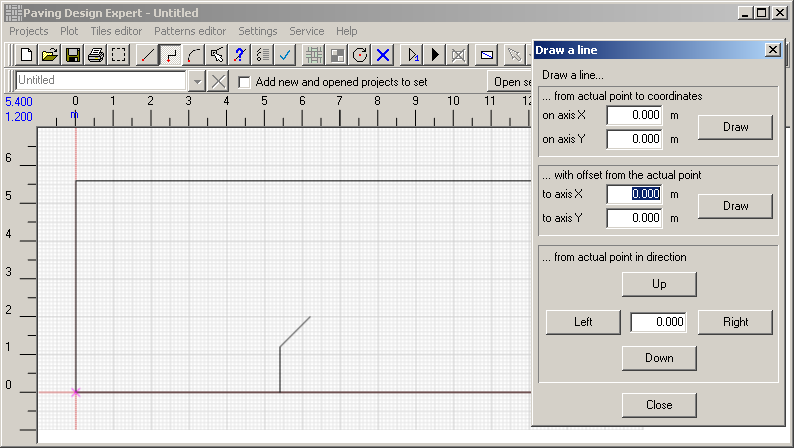 Paving Design Expert - Untitled
Projects Plot Tiles editor Patterns editor Settings Service Help
Untitled Add new and opened projects to set Open se
5.400 0 1 2 3 4 5 6 7 8 9 10 11 12
1.200 m
6
5
4
3
2
1
0
Draw a line
Draw a line...
... from actual point to coordinates
on axis X 0.000 m
Draw
on axis Y 0.000 m
... with offset from the actual point
to axis X 0.000 m
Draw
to axis Y 0.000 m
... from actual point in direction
Up
Left 0.000 Right
Down
Close